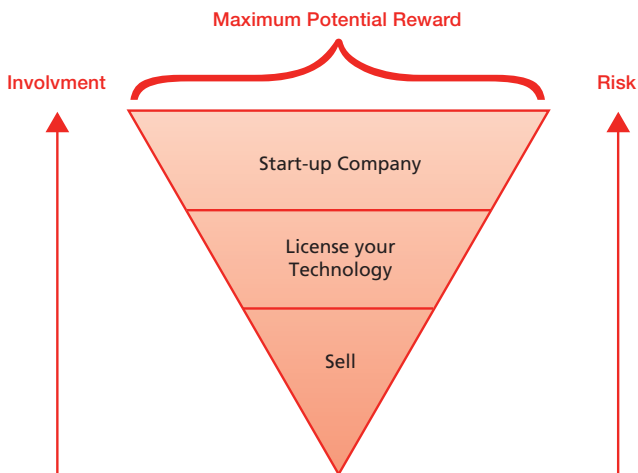 Maximum Potential Reward
Involvment
Risk
Start-up Company
License your
Technology
Sell